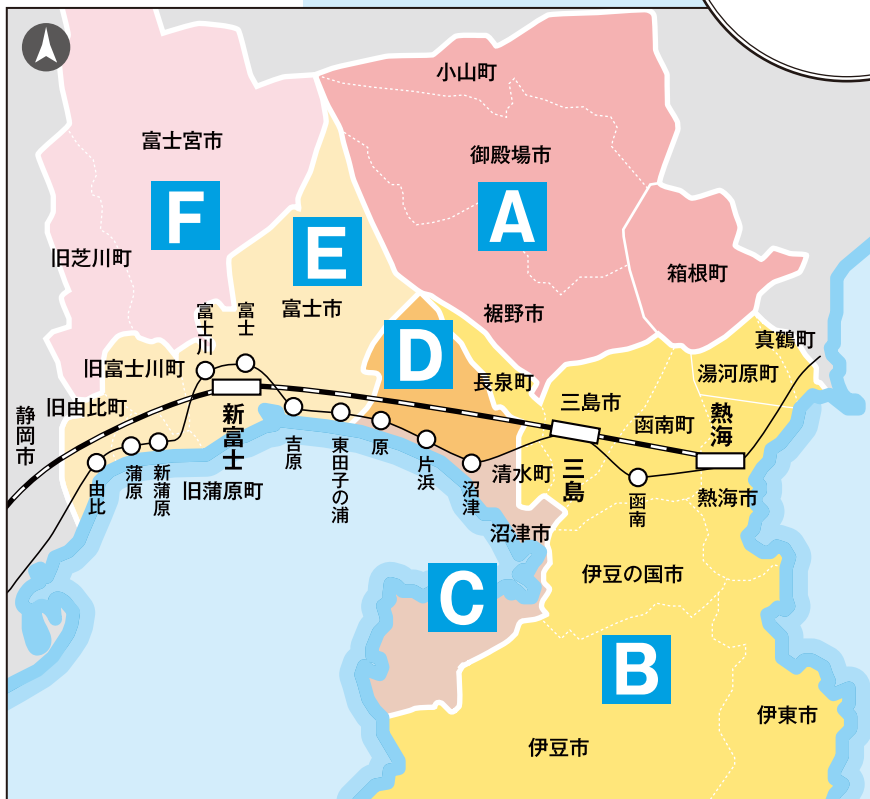 小山町
富士宮市
御殿場市
F
A
E
旧芝川町
箱根町
富士川
富士
富士市
裾野市
D
真鶴町
旧富士川町
長泉町
湯河原町
旧由比町
三島市
函南町
熱海
静岡市
新富士
吉原
東田子の浦
原
片浜
沼津
清水町
三島
函南
熱海市
由比
蒲原
新蒲原
旧蒲原町
沼津市
伊豆の国市
C
B
伊東市
伊豆市